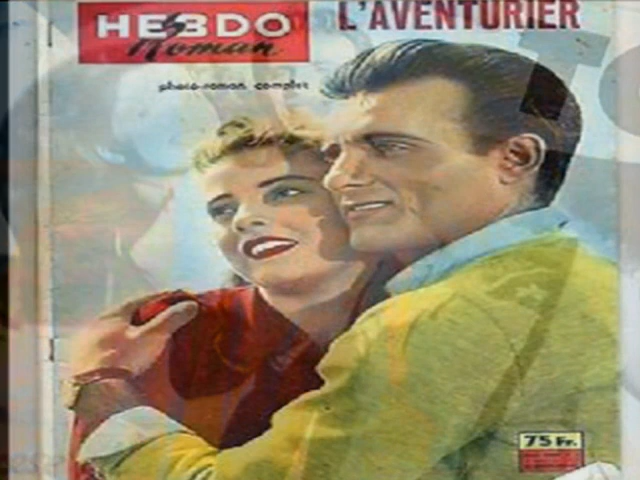 HEBDO
Roman
L'AVENTURIER
photo-roman complet
75 Fr.